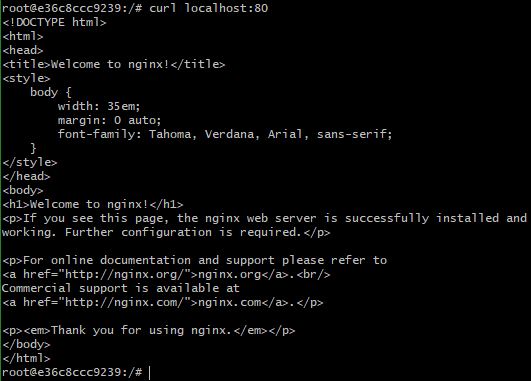 root@e36c8ccc9239:/# curl localhost:80
<!DOCTYPE html>
<html>
<head>
<title>Welcome to nginx!</title>
<style>
    body {
        width: 35em;
        margin: 0 auto;
        font-family: Tahoma, Verdana, Arial, sans-serif;
    }
</style>
</head>
<body>
<h1>Welcome to nginx!</h1>
<p>If you see this page, the nginx web server is successfully installed and
working. Further configuration is required.</p>

<p>For online documentation and support please refer to
<a href="http://nginx.org/">nginx.org</a>.<br/>
Commercial support is available at
<a href="http://nginx.com/">nginx.com</a>.</p>

<p><em>Thank you for using nginx.</em></p>
</body>
</html>
root@e36c8ccc9239:/#